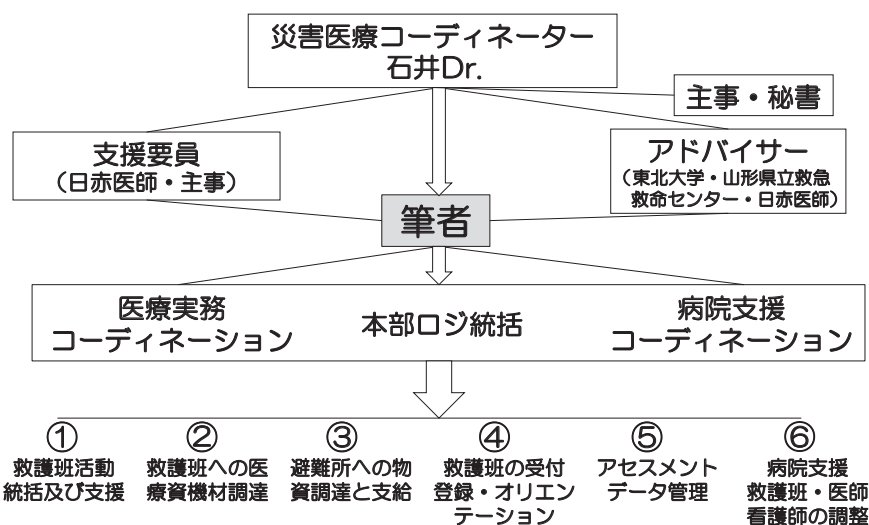 災害医療コーディネーター
石井Dr.
主事・秘書
支援要員
（日赤医師・主事）
アドバイサー
（東北大学・山形県立救急
救命センター・日赤医師）
筆者
医療実務
コーディネーション
本部ロジ統括
病院支援
コーディネーション
①
救護班活動
統括及び支援
②
救護班への医
療資機材調達
③
避難所への物
資調達と支給
④
救護班の受付
登録・オリエン
テーション
⑤
アセスメント
データ管理
⑥
病院支援
救護班・医師
看護師の調整